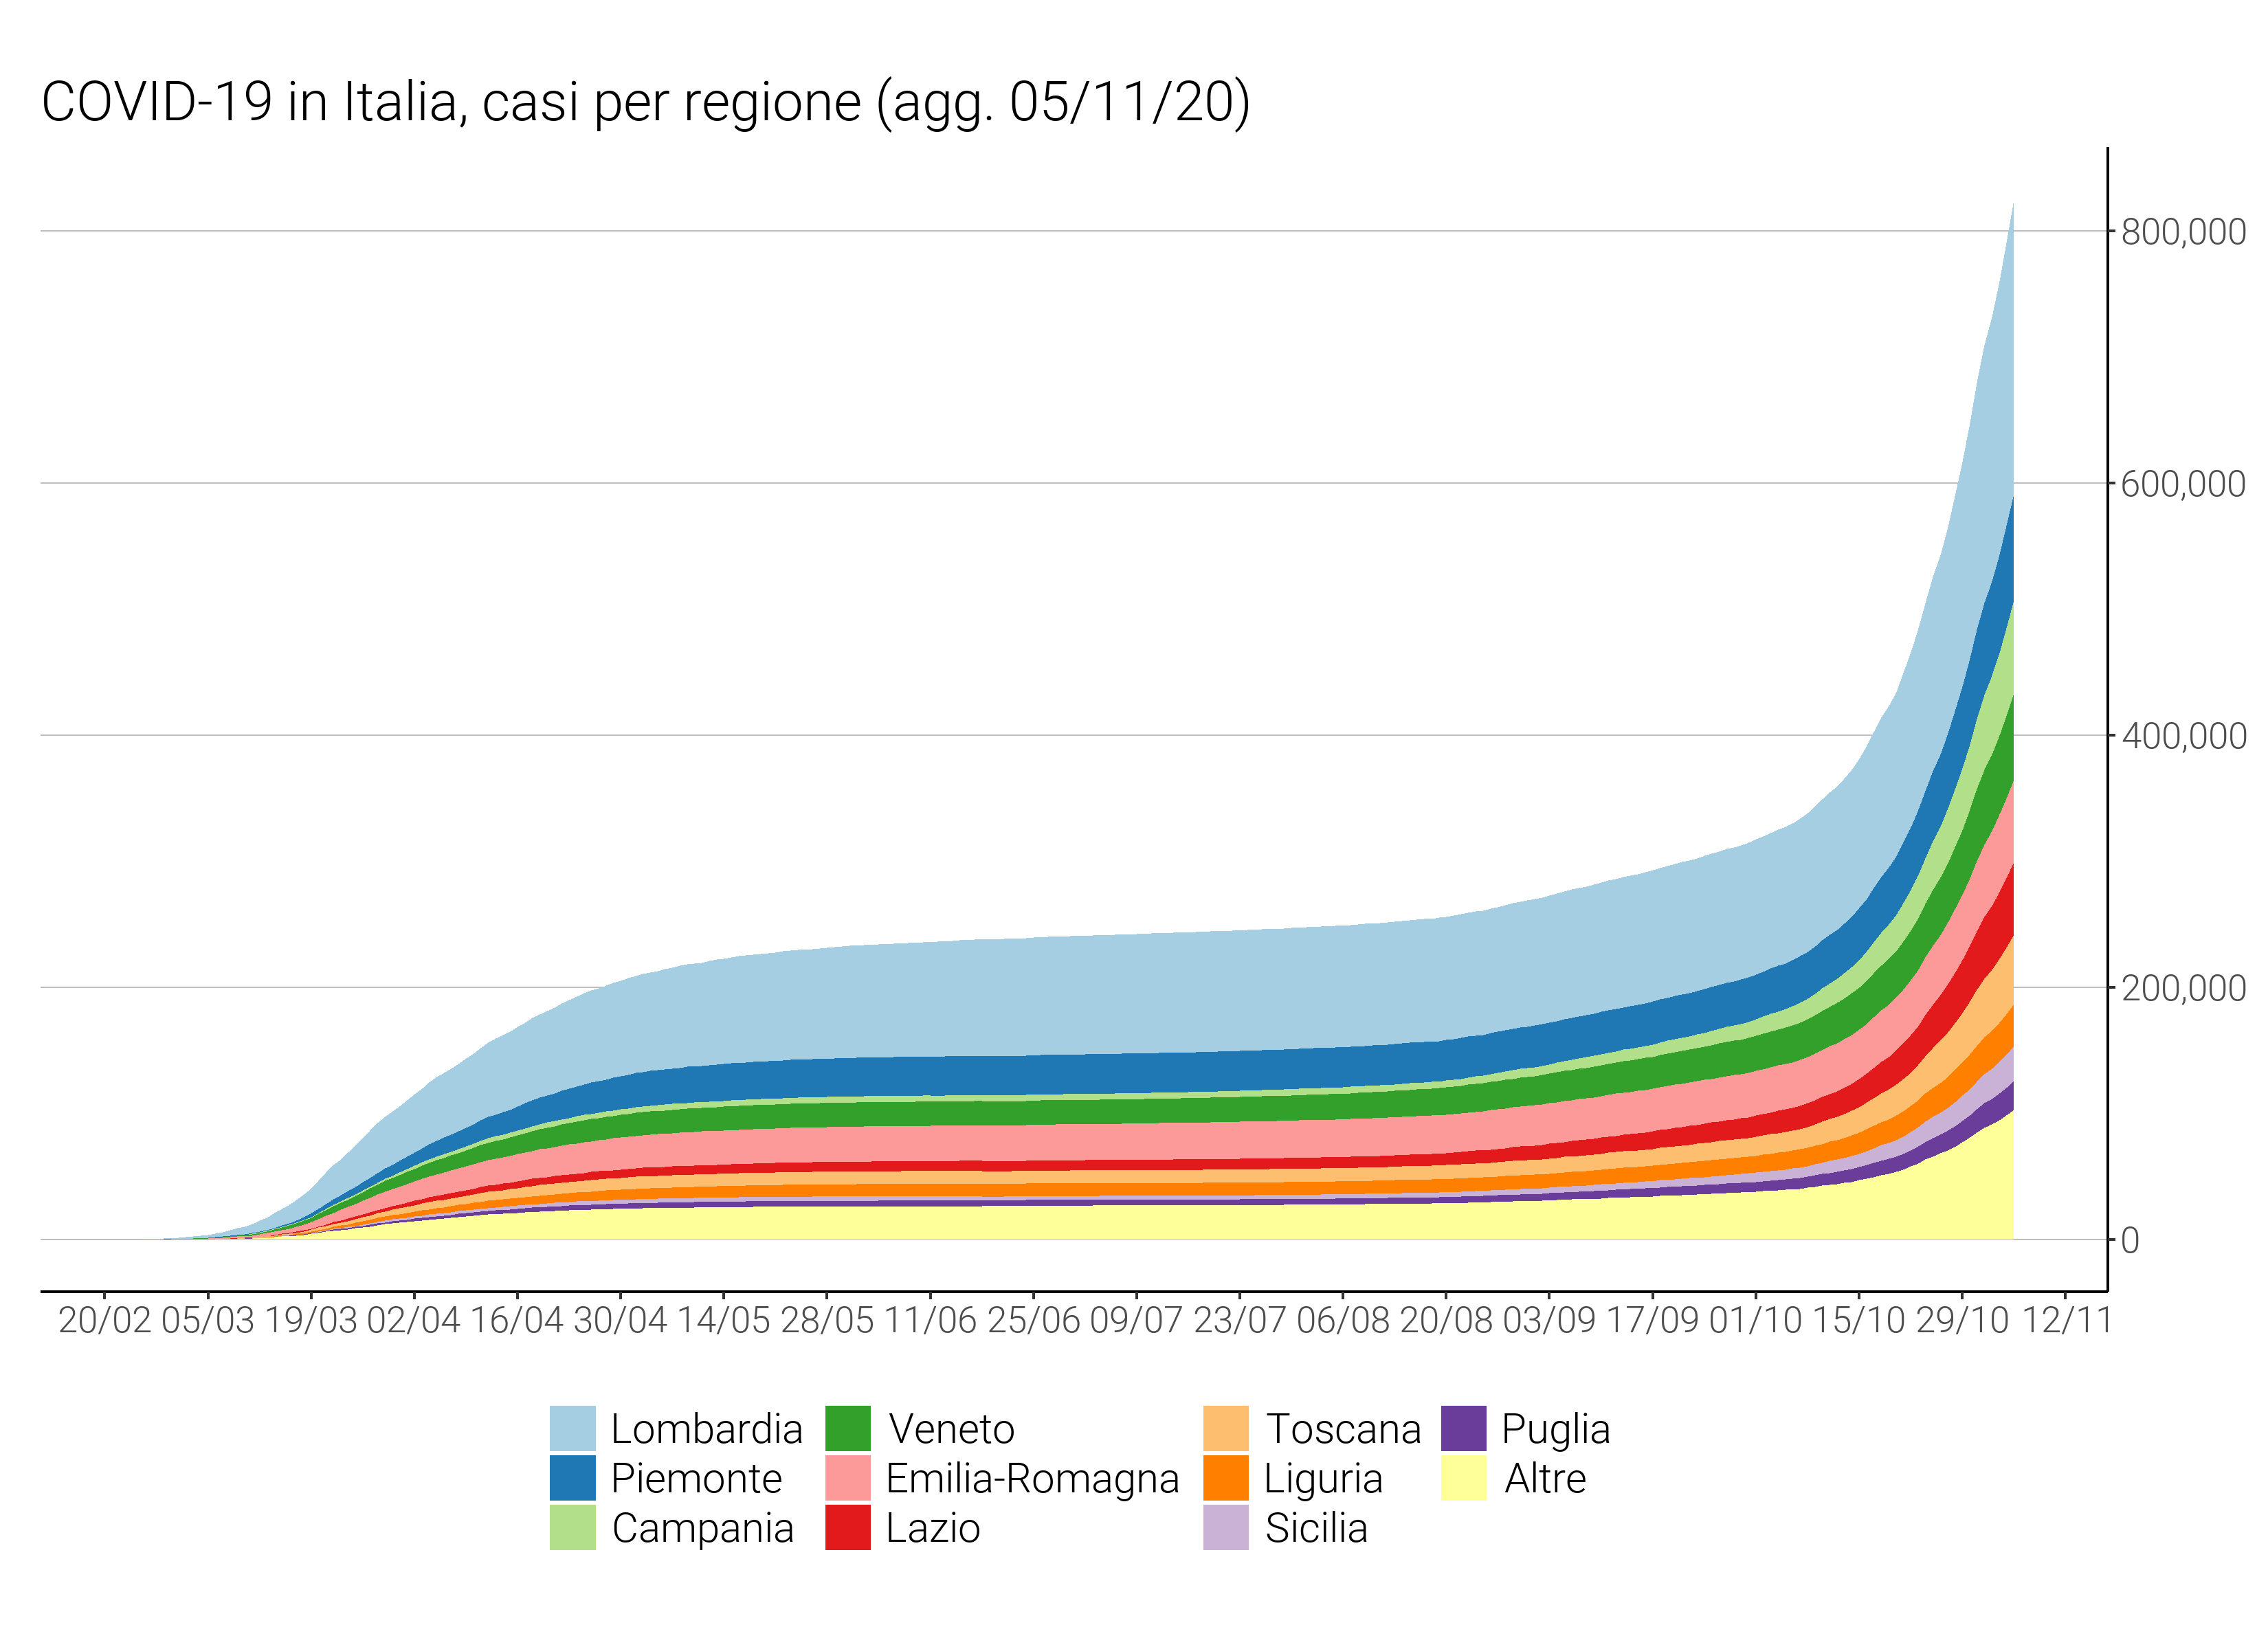 COVID-19 in Italia, casi per regione (agg. 05/11/20)
800,000
600,000
400,000
200,000
0
20/02 05/03 19/03 02/04 16/04 30/04 14/05 28/05 11/06 25/06 09/07 23/07 06/08 20/08 03/09 17/09 01/10 15/10 29/10 12/11
Lombardia Veneto Toscana Puglia
Piemonte Emilia-Romagna Liguria Altre
Campania Lazio Sicilia